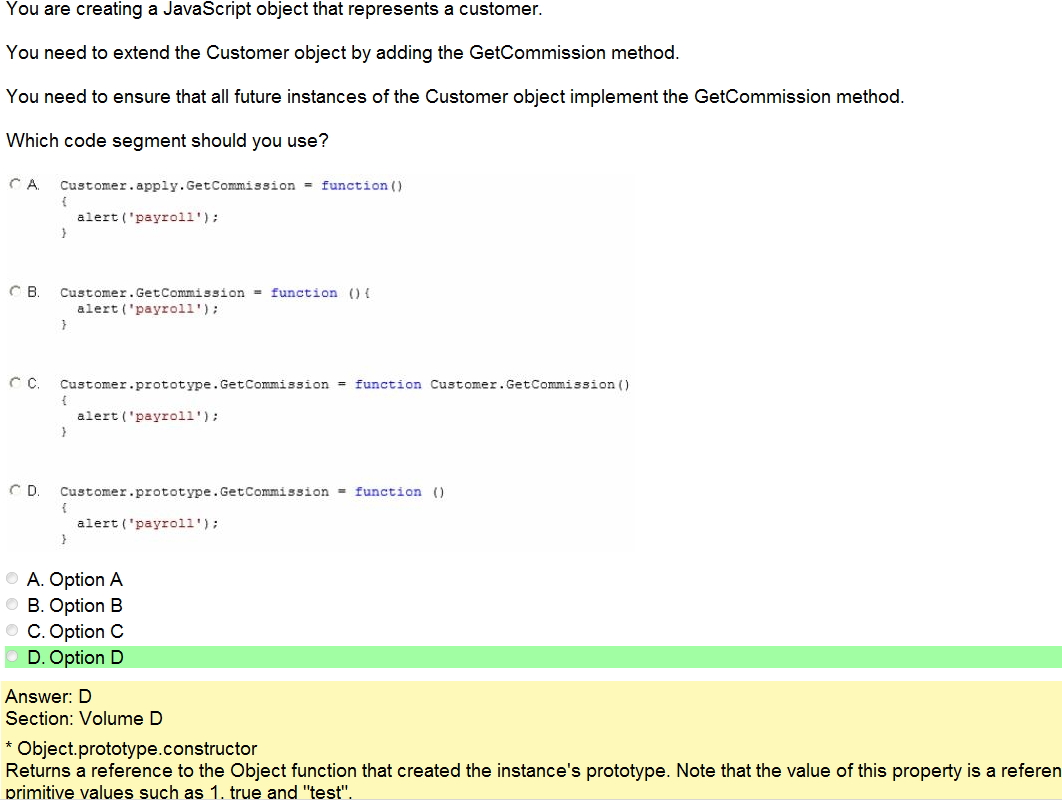 You are creating a JavaScript object that represents a customer.
You need to extend the Customer object by adding the GetCommission method.
You need to ensure that all future instances of the Customer object implement the GetCommission method.
Which code segment should you use?
A. Customer.apply.GetCommission = function()
{
alert('payroll');
}
B. Customer.GetCommission = function (){
alert('payroll');
}
C. Customer.prototype.GetCommission = function Customer.GetCommission()
{
alert('payroll');
}
D. Customer.prototype.GetCommission = function ()
{
alert('payroll');
}
A. Option A
B. Option B
C. Option C
D. Option D
Answer: D
Section: Volume D
* Object.prototype.constructor
Returns a reference to the Object function that created the instance's prototype. Note that the value of this property is a referen
primitive values such as 1, true and "test".